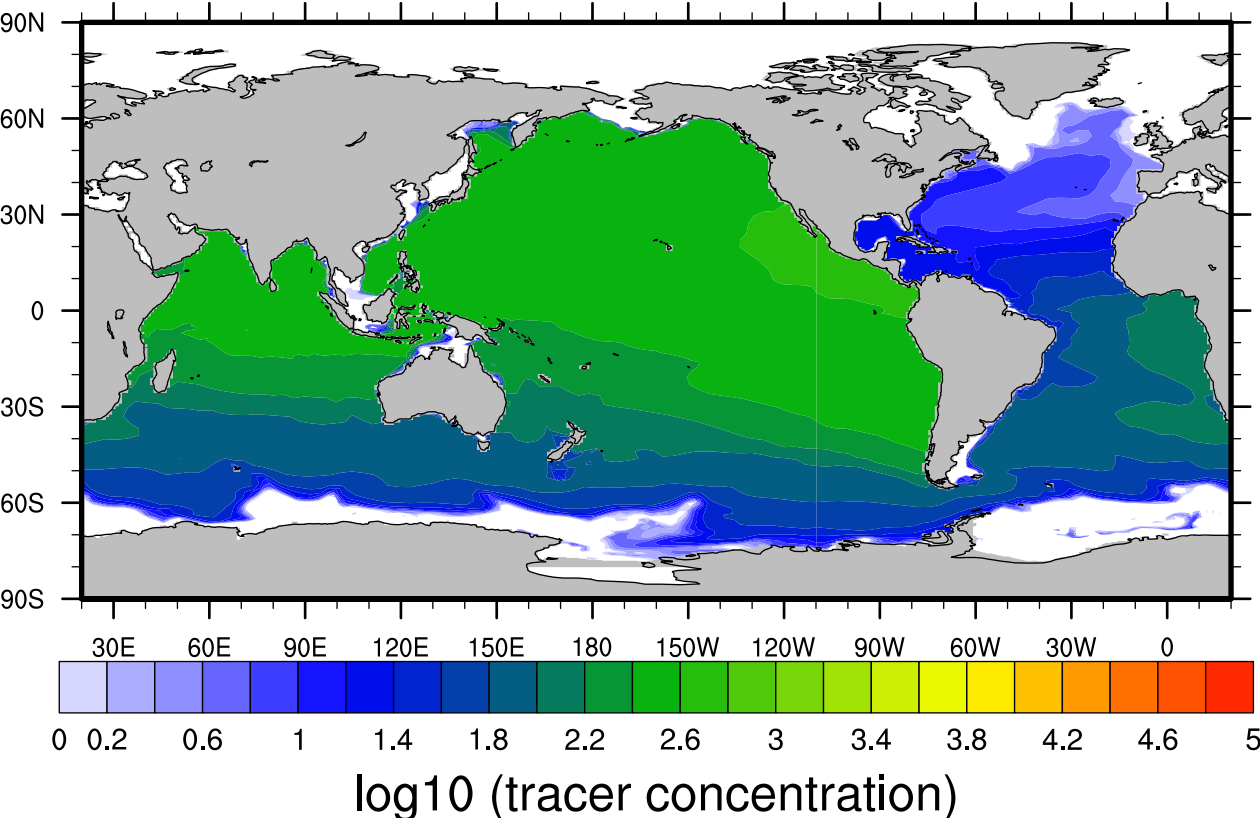 90N
60N
30N
0
30S
60S
90S
30E 60E 90E 120E 150E 180 150W 120W 90W 60W 30W 0
0 0.2 0.6 1 1.4 1.8 2.2 2.6 3 3.4 3.8 4.2 4.6 5
log10 (tracer concentration)